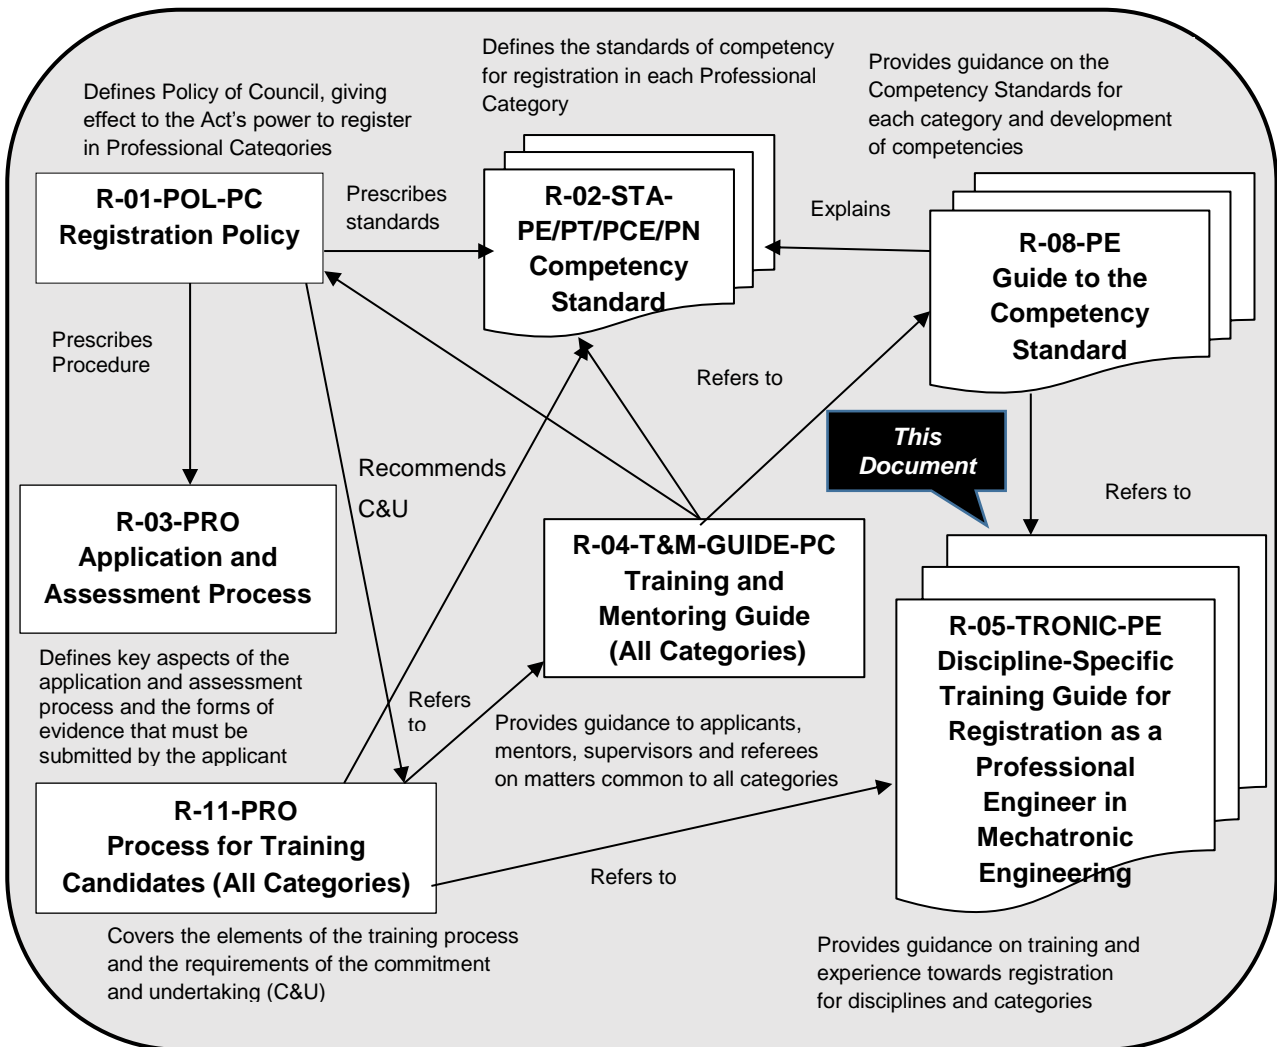 Defines Policy of Council, giving
effect to the Act's power to register
in Professional Categories
Defines the standards of competency
for registration in each Professional
Category
Provides guidance on the
Competency Standards for
each category and development
of competencies
R-01-POL-PC
Registration Policy
Prescribes
standards
R-02-STA-
PE/PT/PCE/PN
Competency
Standard
Explains
R-08-PE
Guide to the
Competency
Standard
Prescribes
Procedure
Refers to
This
Document
Recommends
C&U
Refers to
R-03-PRO
Application and
Assessment Process
R-04-T&M-GUIDE-PC
Training and
Mentoring Guide
(All Categories)
R-05-TRONIC-PE
Discipline-Specific
Training Guide for
Registration as a
Professional
Engineer in
Mechatronic
Engineering
Defines key aspects of the
application and assessment
process and the forms of
evidence that must be
submitted by the applicant
Refers
to
Provides guidance to applicants,
mentors, supervisors and referees
on matters common to all categories
R-11-PRO
Process for Training
Candidates (All Categories)
Refers to
Covers the elements of the training process
and the requirements of the commitment
and undertaking (C&U)
Provides guidance on training and
experience towards registration
for disciplines and categories